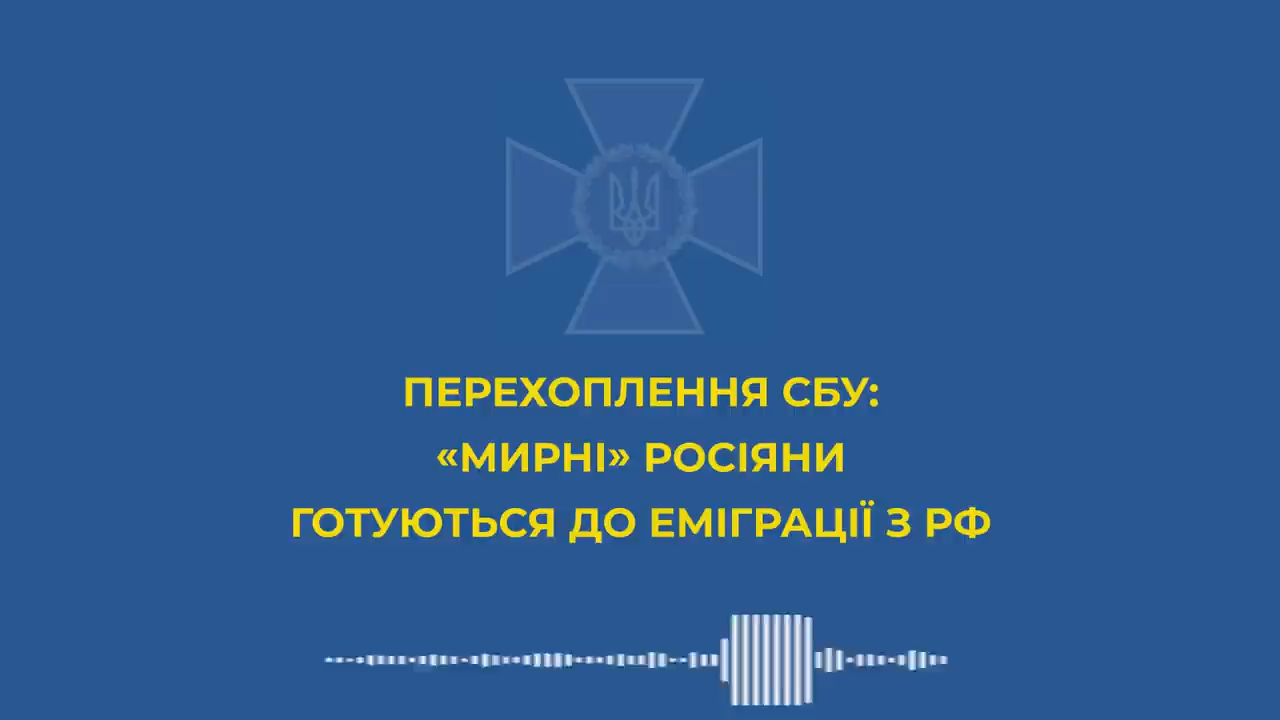 ПЕРЕХОПЛЕННЯ СБУ:
«МИРНІ» РОСІЯНИ
ГОТУЮТЬСЯ ДО ЕМІГРАЦІЇ З РФ